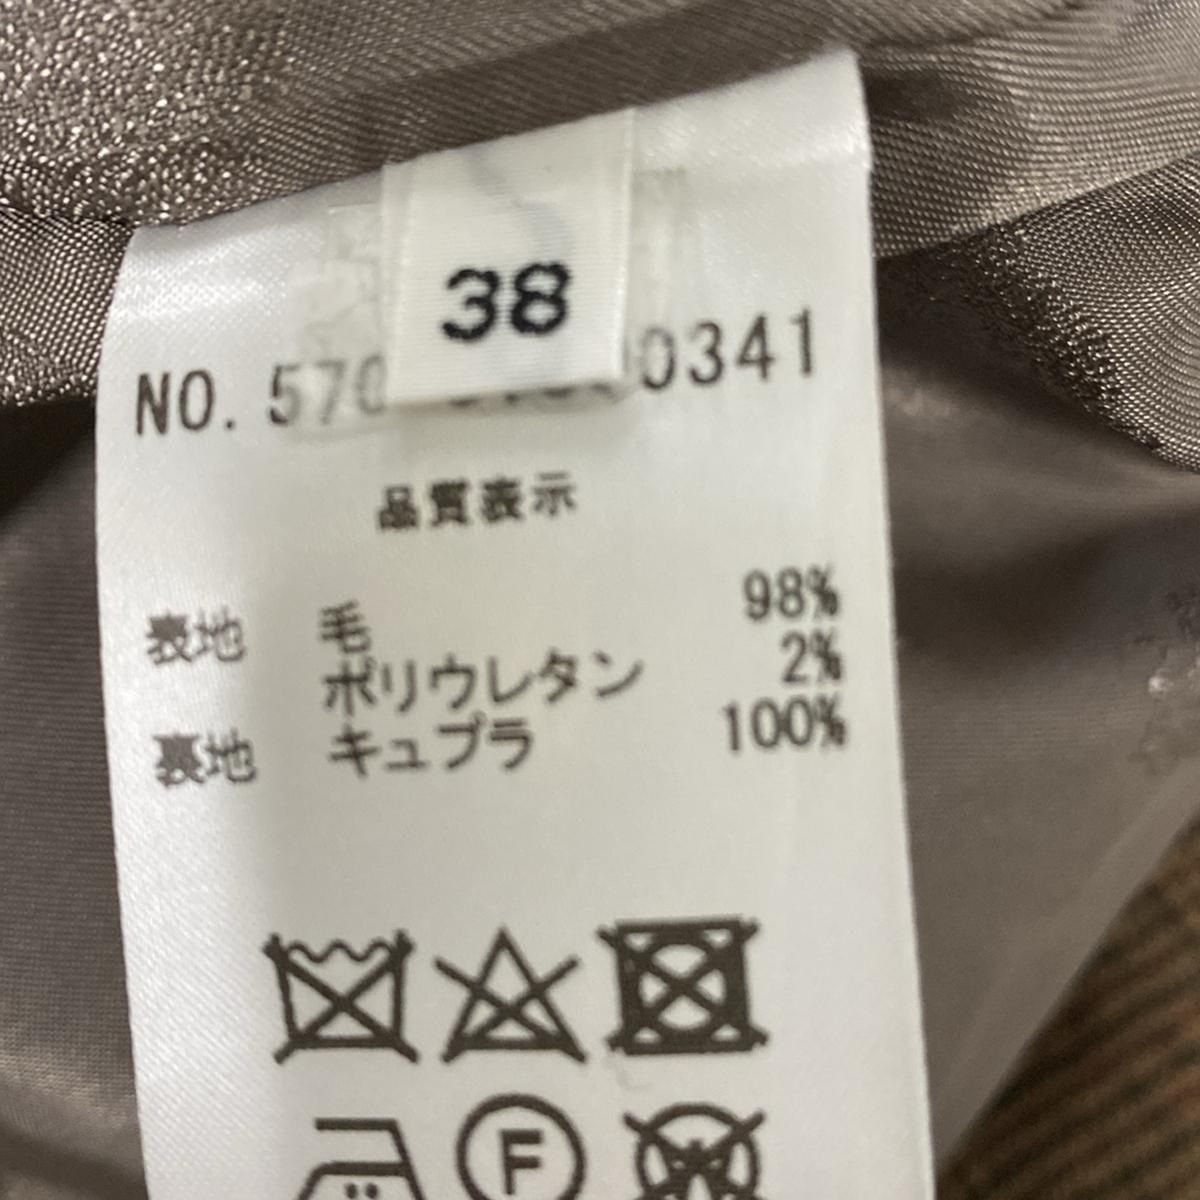 38
NO. 570 0341
品質表示
表地 毛 98%
ポリウレタン 2%
裏地 キュプラ 100%
F